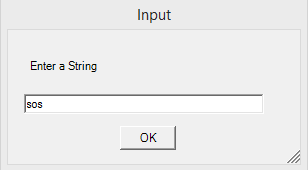 Input
Enter a String
sos
OK